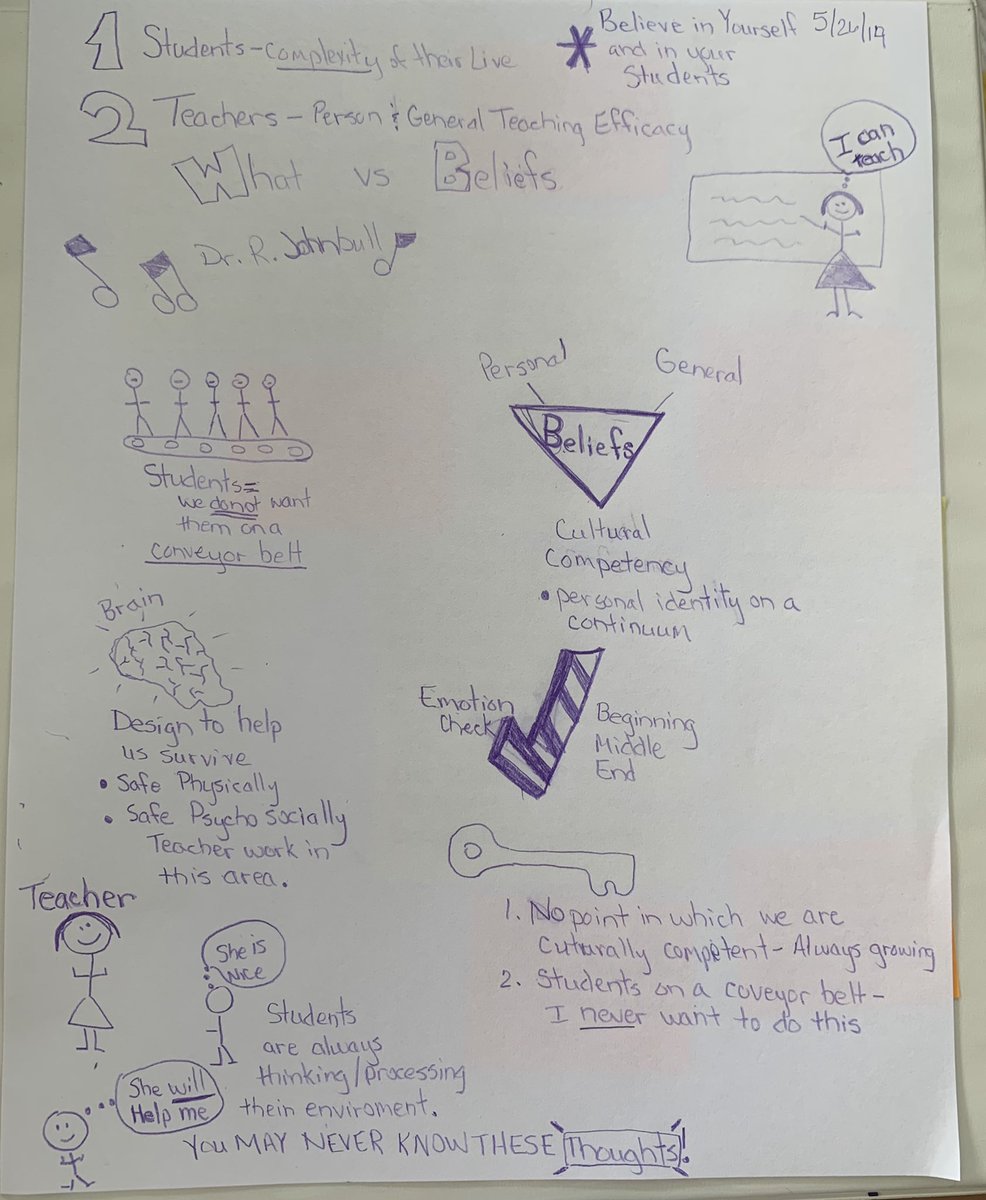 1 Students - complexity of their Live
* Believe in Yourself 5/20/19
and in your
Students
2 Teachers - Person & General Teaching Efficacy
What vs Beliefs
I can
teach
Dr. R. Johnbull
Personal
General
Beliefs
Students =
we do not want
them on a
conveyor belt
Cultural
Competency
• personal identity on a
continuum
Brain
Design to help
us survive
• Safe Physically
• Safe Psycho socially
Teacher work in
this area.
Emotion
Check
Beginning
Middle
End
1. No point in which we are
Cuturally competent - Always growing
2. Students on a coveyor belt -
I never want to do this
Teacher
She is
Nice
Students
are always
thinking/processing
their enviroment.
She will
Help me
YOU MAY NEVER KNOW THESE Thoughts!